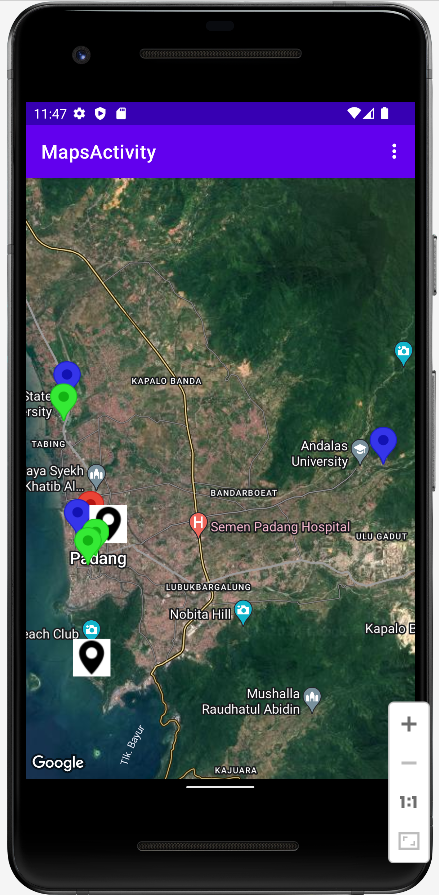 11:47
MapsActivity
KAPALO BANDA
State
ersity
TABING
Andalas
University
aya Syekh
Khatib Al...
BANDARBOEAT
Semen Padang Hospital
ULU GADUT
Padang
LUBUKBARGALUNG
Nobita Hill
Kapalo B
each Club
Mushalla
Raudhatul Abidin
Tlk. Bayur
Google
KAJUARA
1:1